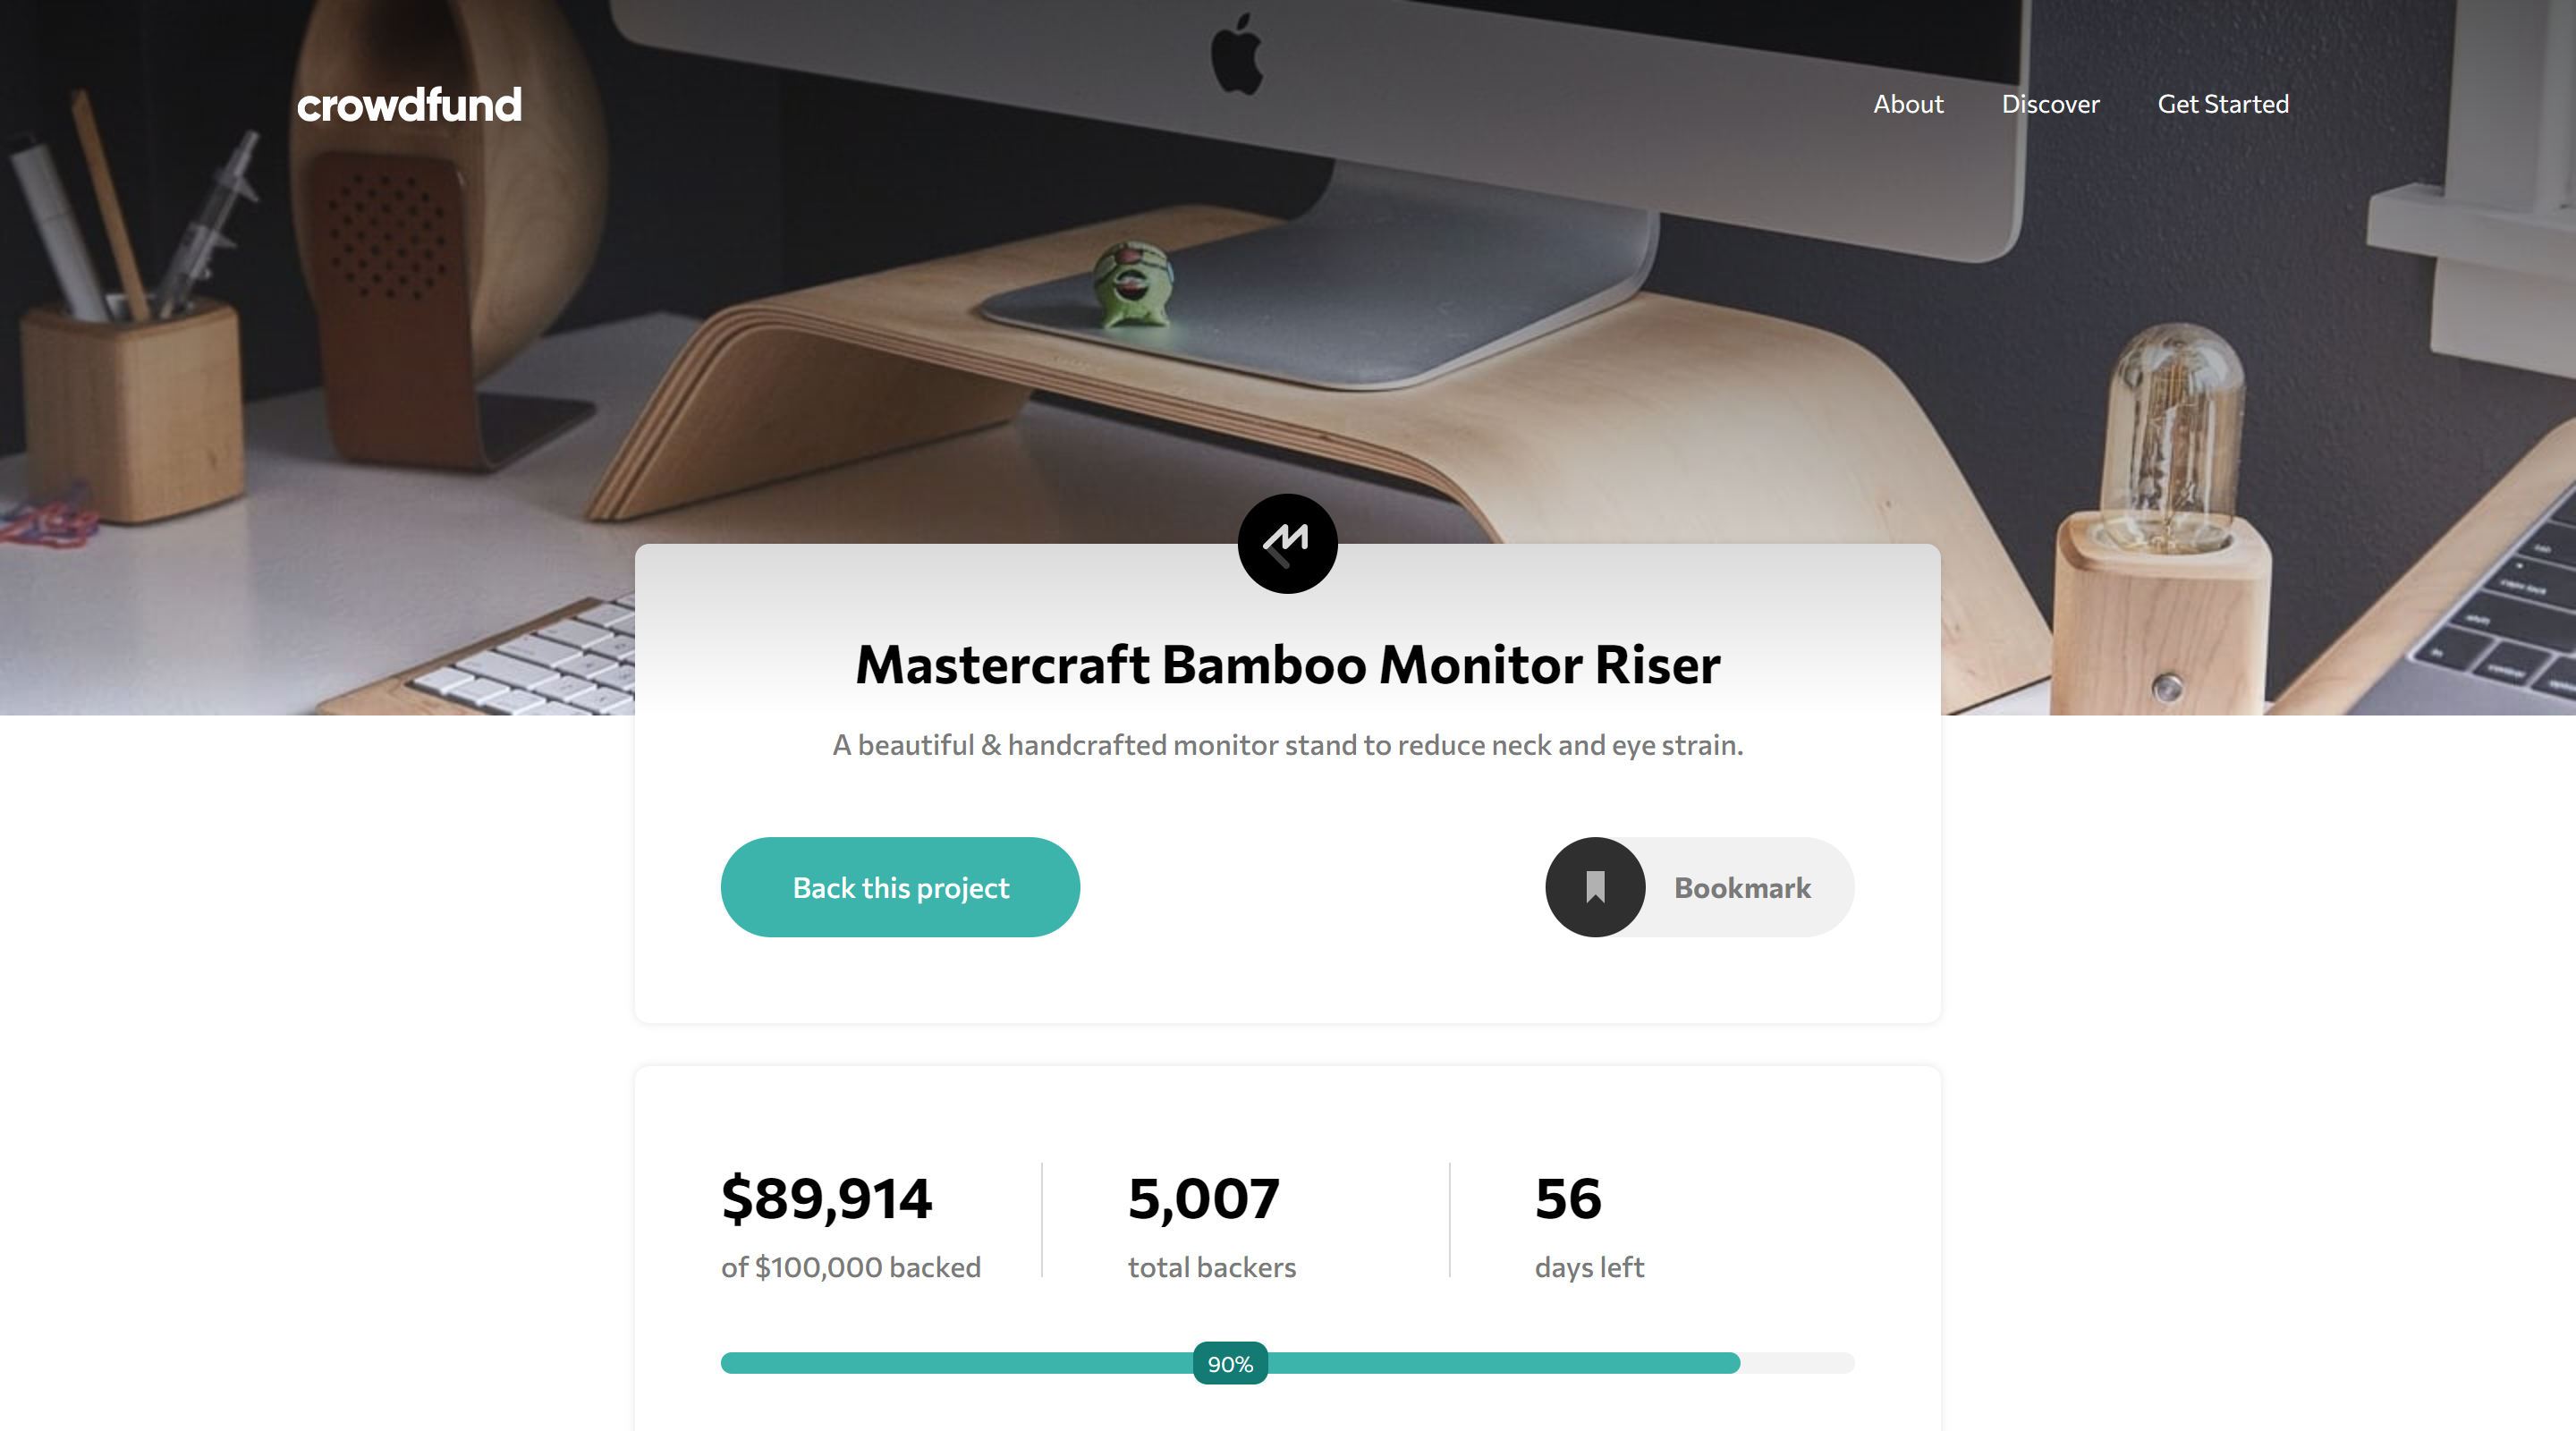 crowdfund
About Discover Get Started
Mastercraft Bamboo Monitor Riser
A beautiful & handcrafted monitor stand to reduce neck and eye strain.
Back this project
Bookmark
$89,914
of $100,000 backed
5,007
total backers
56
days left
90%